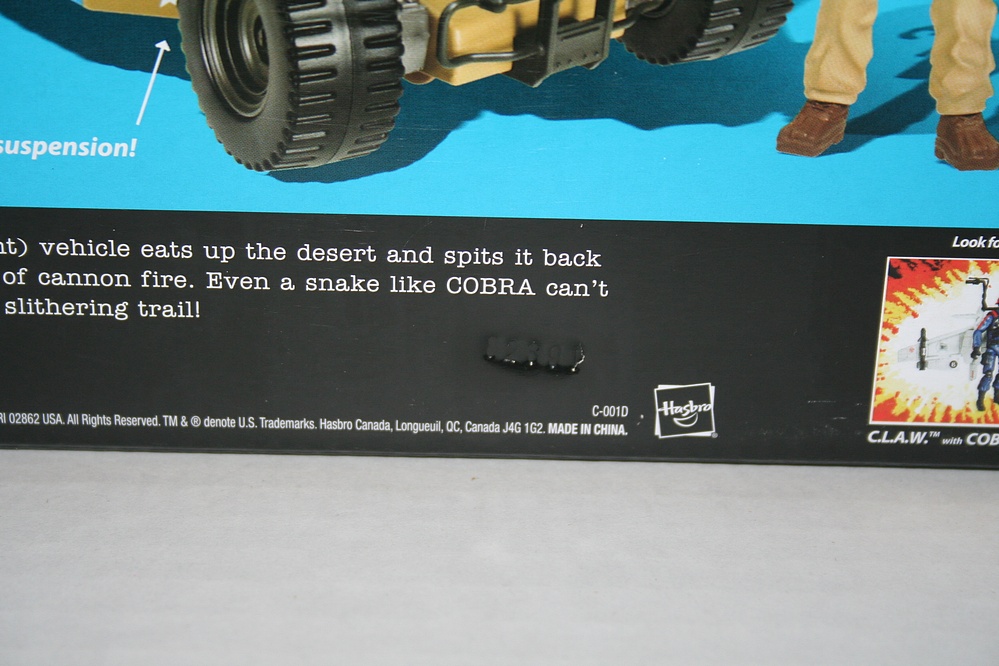 suspension!
nt) vehicle eats up the desert and spits it back
of cannon fire. Even a snake like COBRA can't
slithering trail!
Look fo
C-001D
Hasbro
®
RI 02862 USA. All Rights Reserved. TM & ® denote U.S. Trademarks. Hasbro Canada, Longueuil, QC, Canada J4G 1G2. MADE IN CHINA.
C.L.A.W.™ with COB